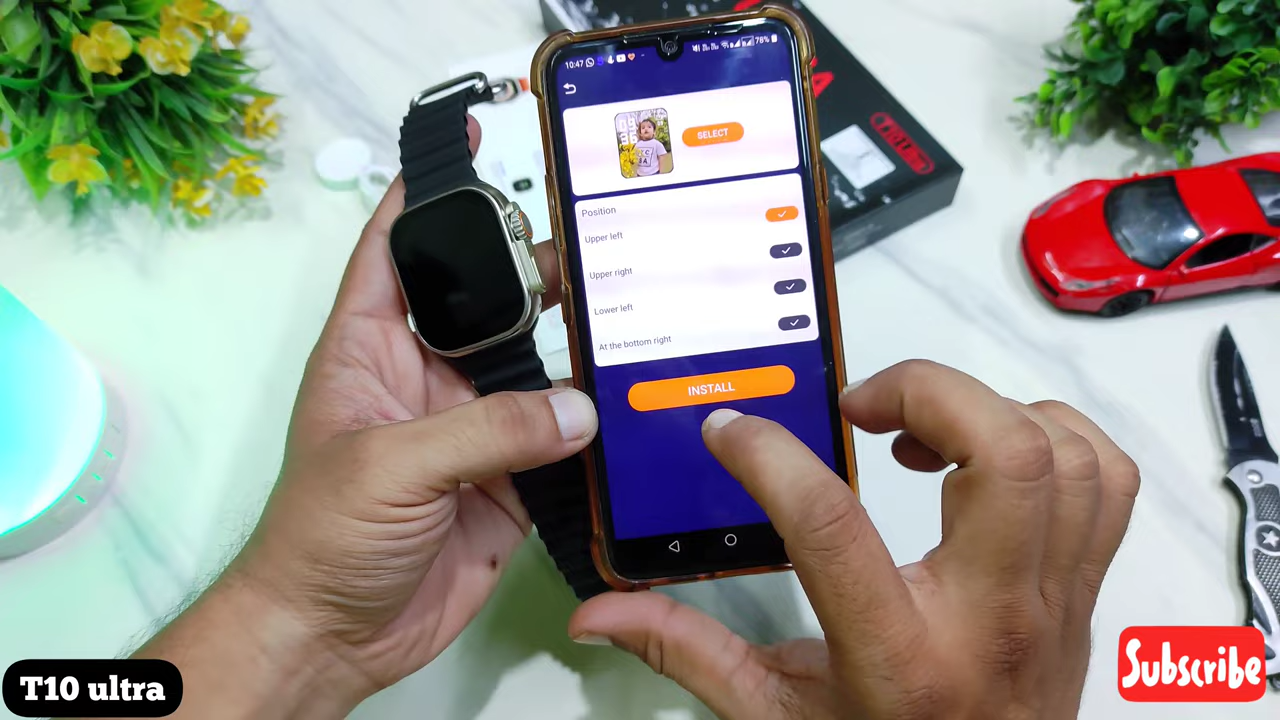 10:47
78%
SELECT
Position
Upper left
Upper right
Lower left
At the bottom right
INSTALL
T10 ultra
Subscribe